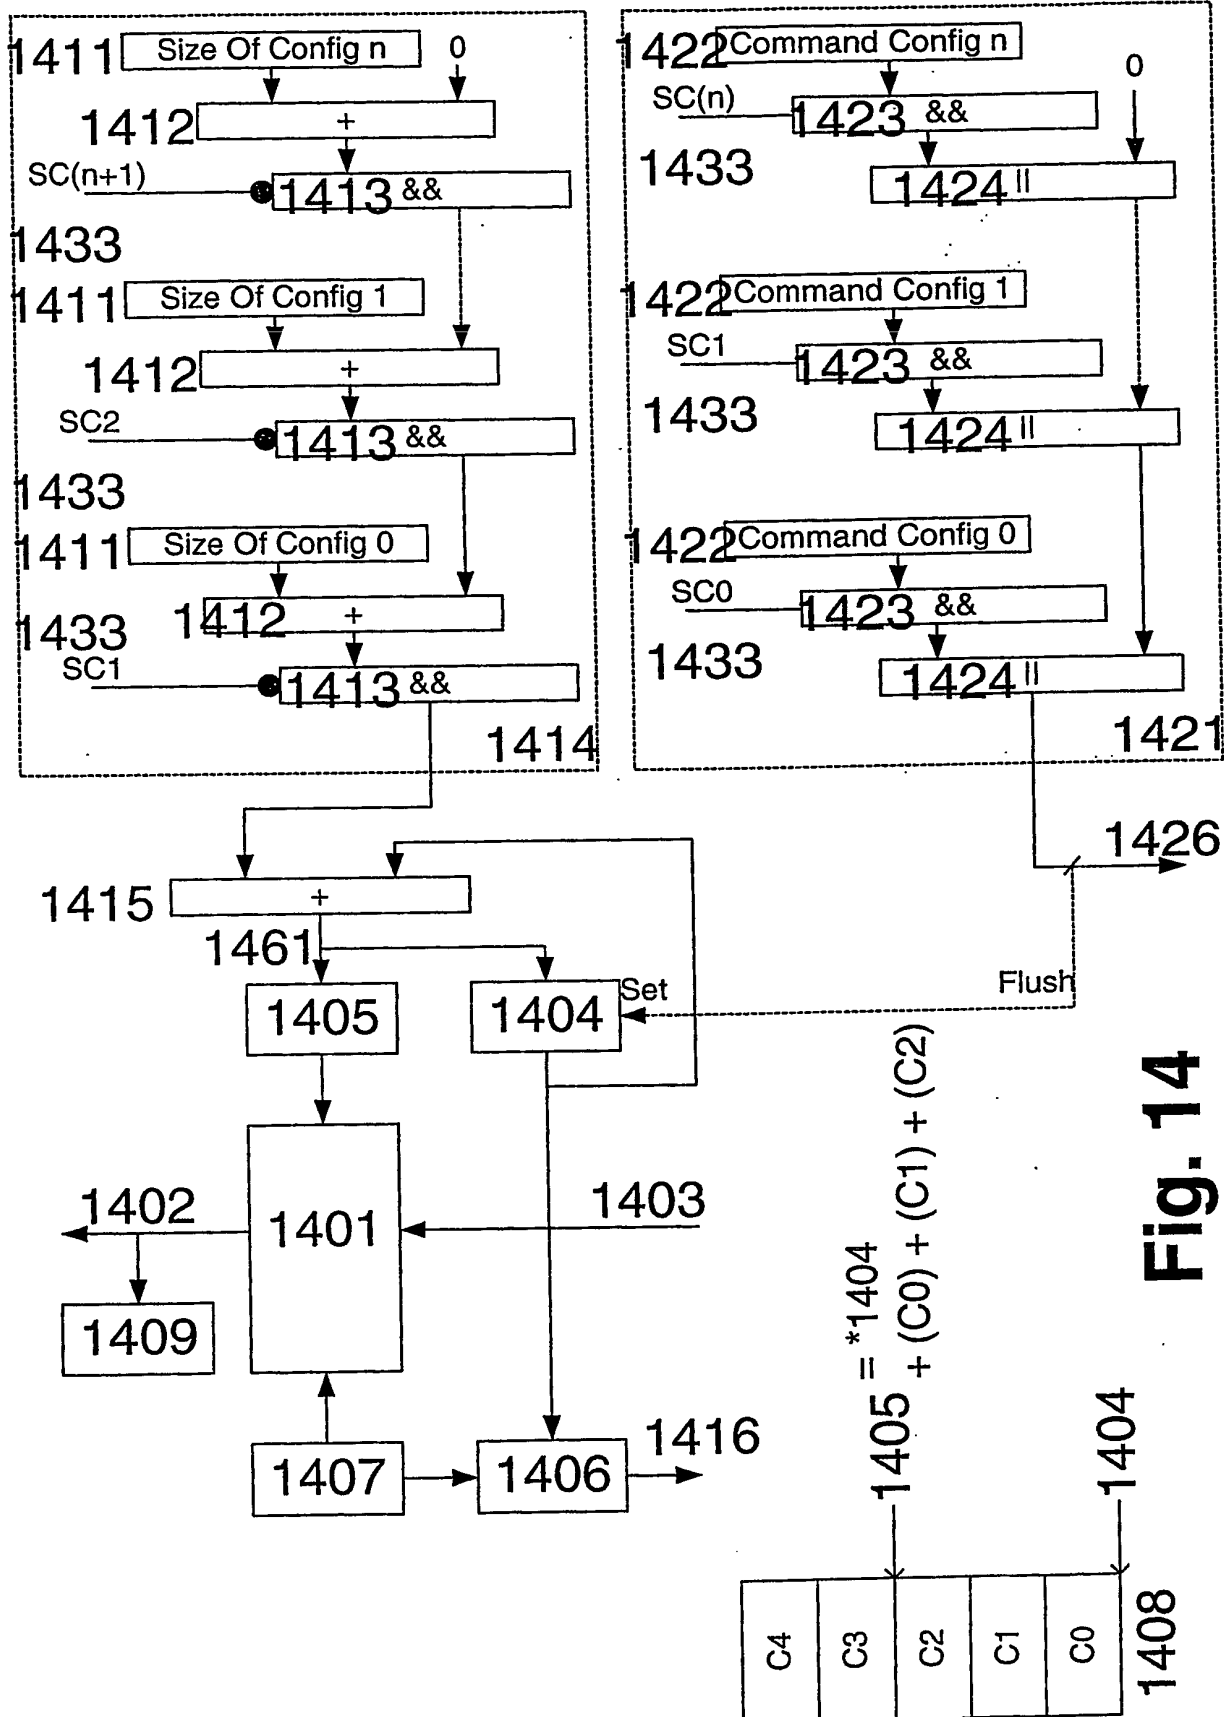 1411 Size Of Config n 0
1412 +
SC(n+1) 1413 &&
1433
1411 Size Of Config 1
1412 +
SC2 1413 &&
1433
1411 Size Of Config 0
1412 +
1433
SC1 1413 &&
1414
1422 Command Config n 0
SC(n) 1423 &&
1433 1424 ||
1422 Command Config 1
SC1 1423 &&
1433 1424 ||
1422 Command Config 0
SC0 1423 &&
1433 1424 ||
1421
1426
1415 +
1461
1405 1404 Set Flush
1402 1401 1403
1409
1407 1406 1416
1405 = *1404
+ (C0) + (C1) + (C2)
1404
C4 C3 C2 C1 C0 1408
Fig. 14